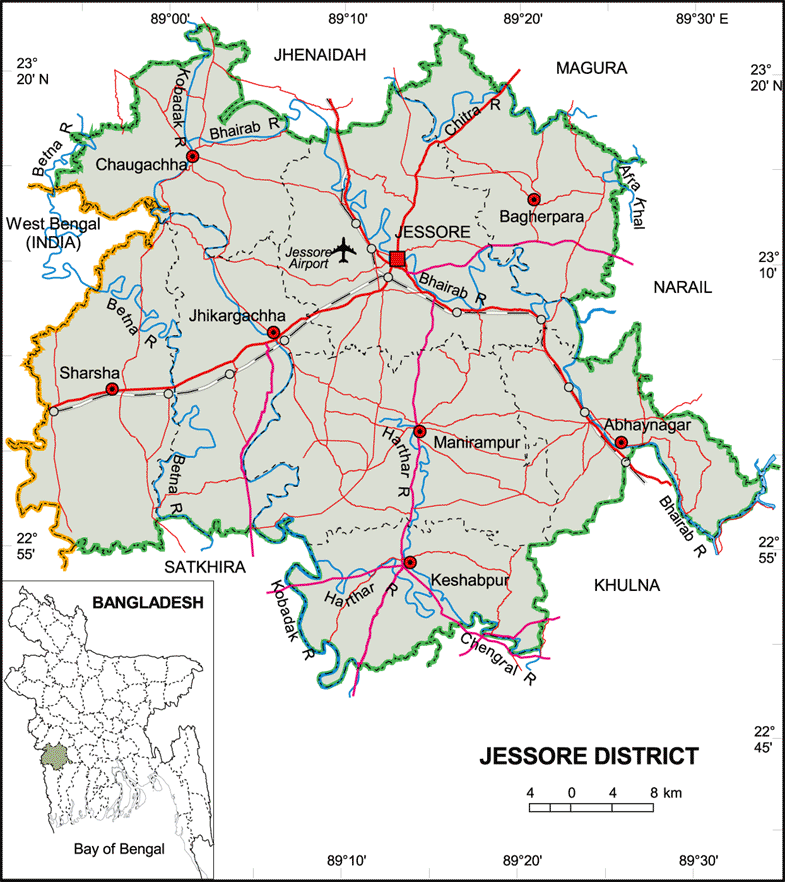 89°00'
89°10'
89°20'
89°30' E
23°
20' N
23°
20' N
JHENAIDAH
MAGURA
Kobadak R
Bhairab R
Chitra R
Betna R
Chaugachha
Afra Khal
Bagherpara
West Bengal
(INDIA)
JESSORE
Jessore
Airport
23°
10'
Bhairab R
NARAIL
Betna R
Jhikargachha
Sharsha
Abhaynagar
Harthar R
Manirampur
Betna R
Bhairab R
22°
55'
22°
55'
SATKHIRA
Keshabpur
KHULNA
Kobadak R
Harthar R
Chengral R
BANGLADESH
22°
45'
JESSORE DISTRICT
4 0 4 8 km
Bay of Bengal
89°10'
89°20'
89°30'